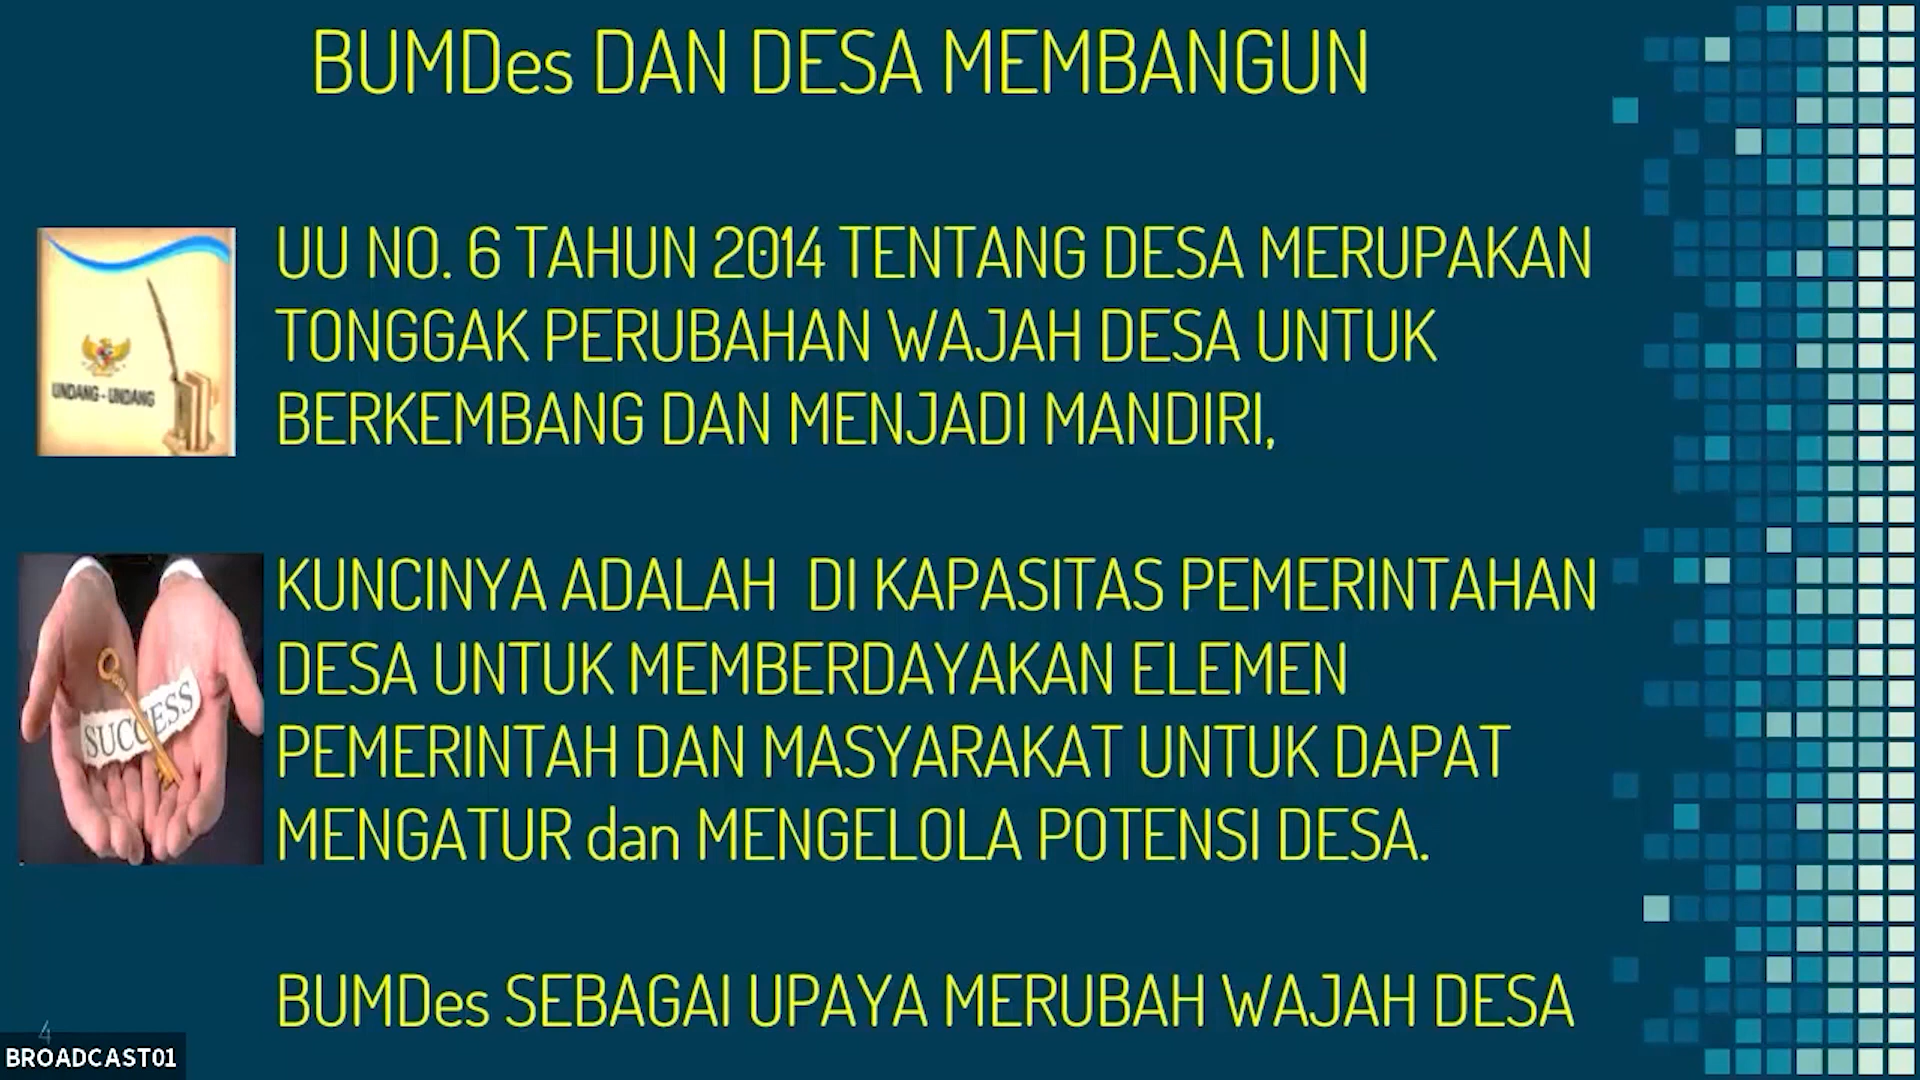 BUMDes DAN DESA MEMBANGUN
UU NO. 6 TAHUN 2014 TENTANG DESA MERUPAKAN
TONGGAK PERUBAHAN WAJAH DESA UNTUK
BERKEMBANG DAN MENJADI MANDIRI,
UNDANG - UNDANG
KUNCINYA ADALAH DI KAPASITAS PEMERINTAHAN
DESA UNTUK MEMBERDAYAKAN ELEMEN
PEMERINTAH DAN MASYARAKAT UNTUK DAPAT
MENGATUR dan MENGELOLA POTENSI DESA.
SUCCESS
BUMDes SEBAGAI UPAYA MERUBAH WAJAH DESA
4
BROADCAST01